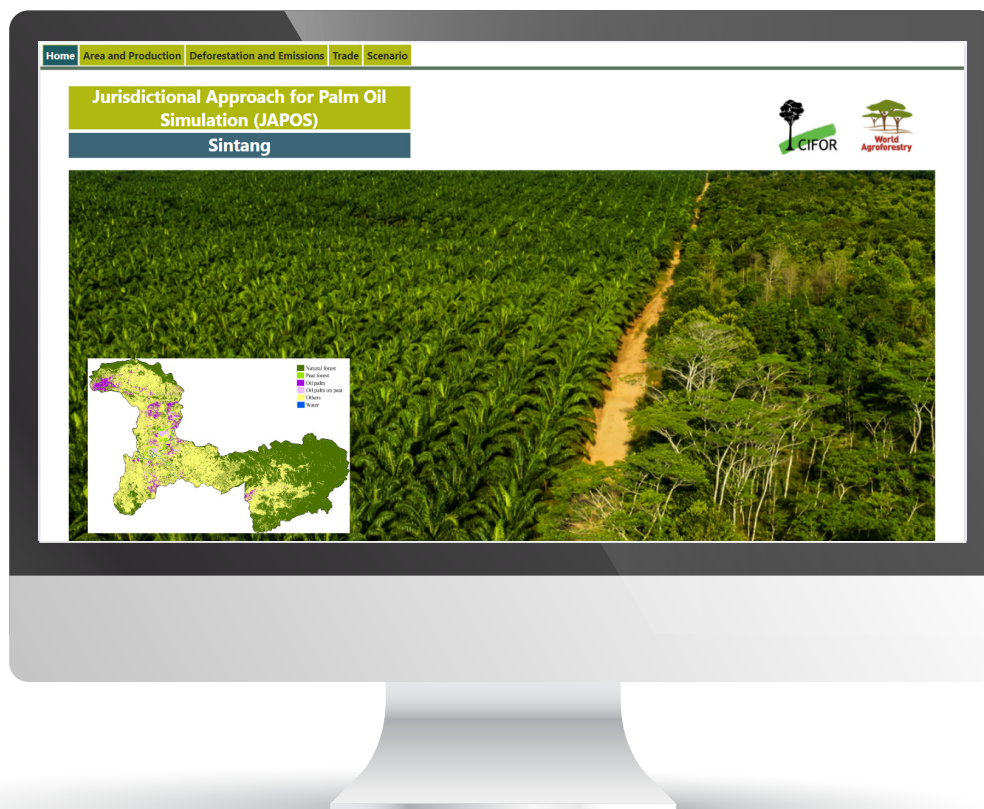 Home Area and Production Deforestation and Emissions Trade Scenario
Jurisdictional Approach for Palm Oil
Simulation (JAPOS)
Sintang
CIFOR
World
Agroforestry
Natural forest
Peat forest
Oil palm
Oil palm on peat
Others
Water